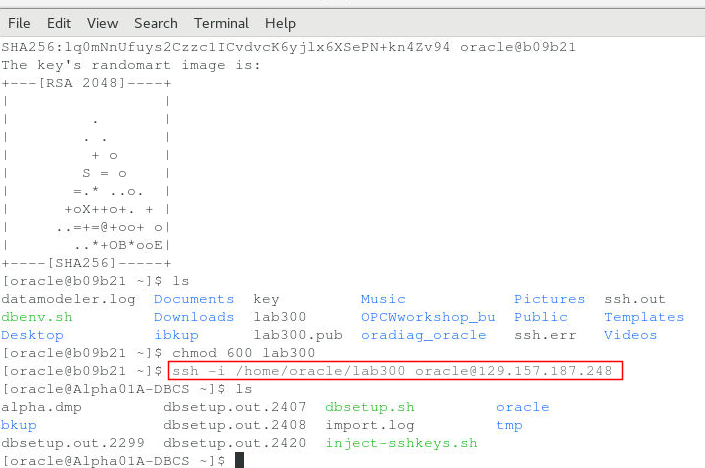 File Edit View Search Terminal Help
SHA256:lq0mNnUfuys2Czzc1ICvdvcK6yjlx6XSePN+kn4Zv94 oracle@b09b21
The key's randomart image is:
+---[RSA 2048]----+
|                 |
|          .      |
|         . .     |
|          + o    |
|         S = o   |
|        =.* ..o. |
|       +oX++o+. + |
|      ..=+=@+oo+ o|
|        ..*+OB*ooE|
+----[SHA256]-----+
[oracle@b09b21 ~]$ ls
datamodeler.log  Documents  key         Music           Pictures  ssh.out
dbenv.sh         Downloads  lab300      OPCWworkshop_bu  Public    Templates
Desktop          ibkup      lab300.pub  oradiag_oracle  ssh.err   Videos
[oracle@b09b21 ~]$ chmod 600 lab300
[oracle@b09b21 ~]$ ssh -i /home/oracle/lab300 oracle@129.157.187.248
[oracle@Alpha01A-DBCS ~]$ ls
alpha.dmp         dbsetup.out.2407  dbsetup.sh         oracle
bkup              dbsetup.out.2408  import.log         tmp
dbsetup.out.2299  dbsetup.out.2420  inject-sshkeys.sh
[oracle@Alpha01A-DBCS ~]$